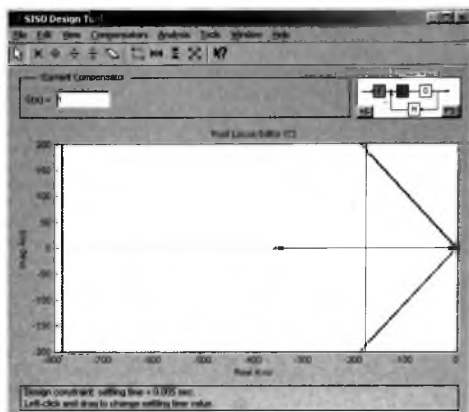 SISO Design Tool
File Edit View Compensators Analysis Tools Window Help
Current Compensator
C(s) = 1
F C G
H
Root Locus Editor (C)
200
150
100
50
0
-50
-100
-150
-200
Imag Axis
-800 -700 -600 -500 -400 -300 -200 -100 0
Real Axis
Design constraint: settling time < 0.005 sec.
Left-click and drag to change settling time value.